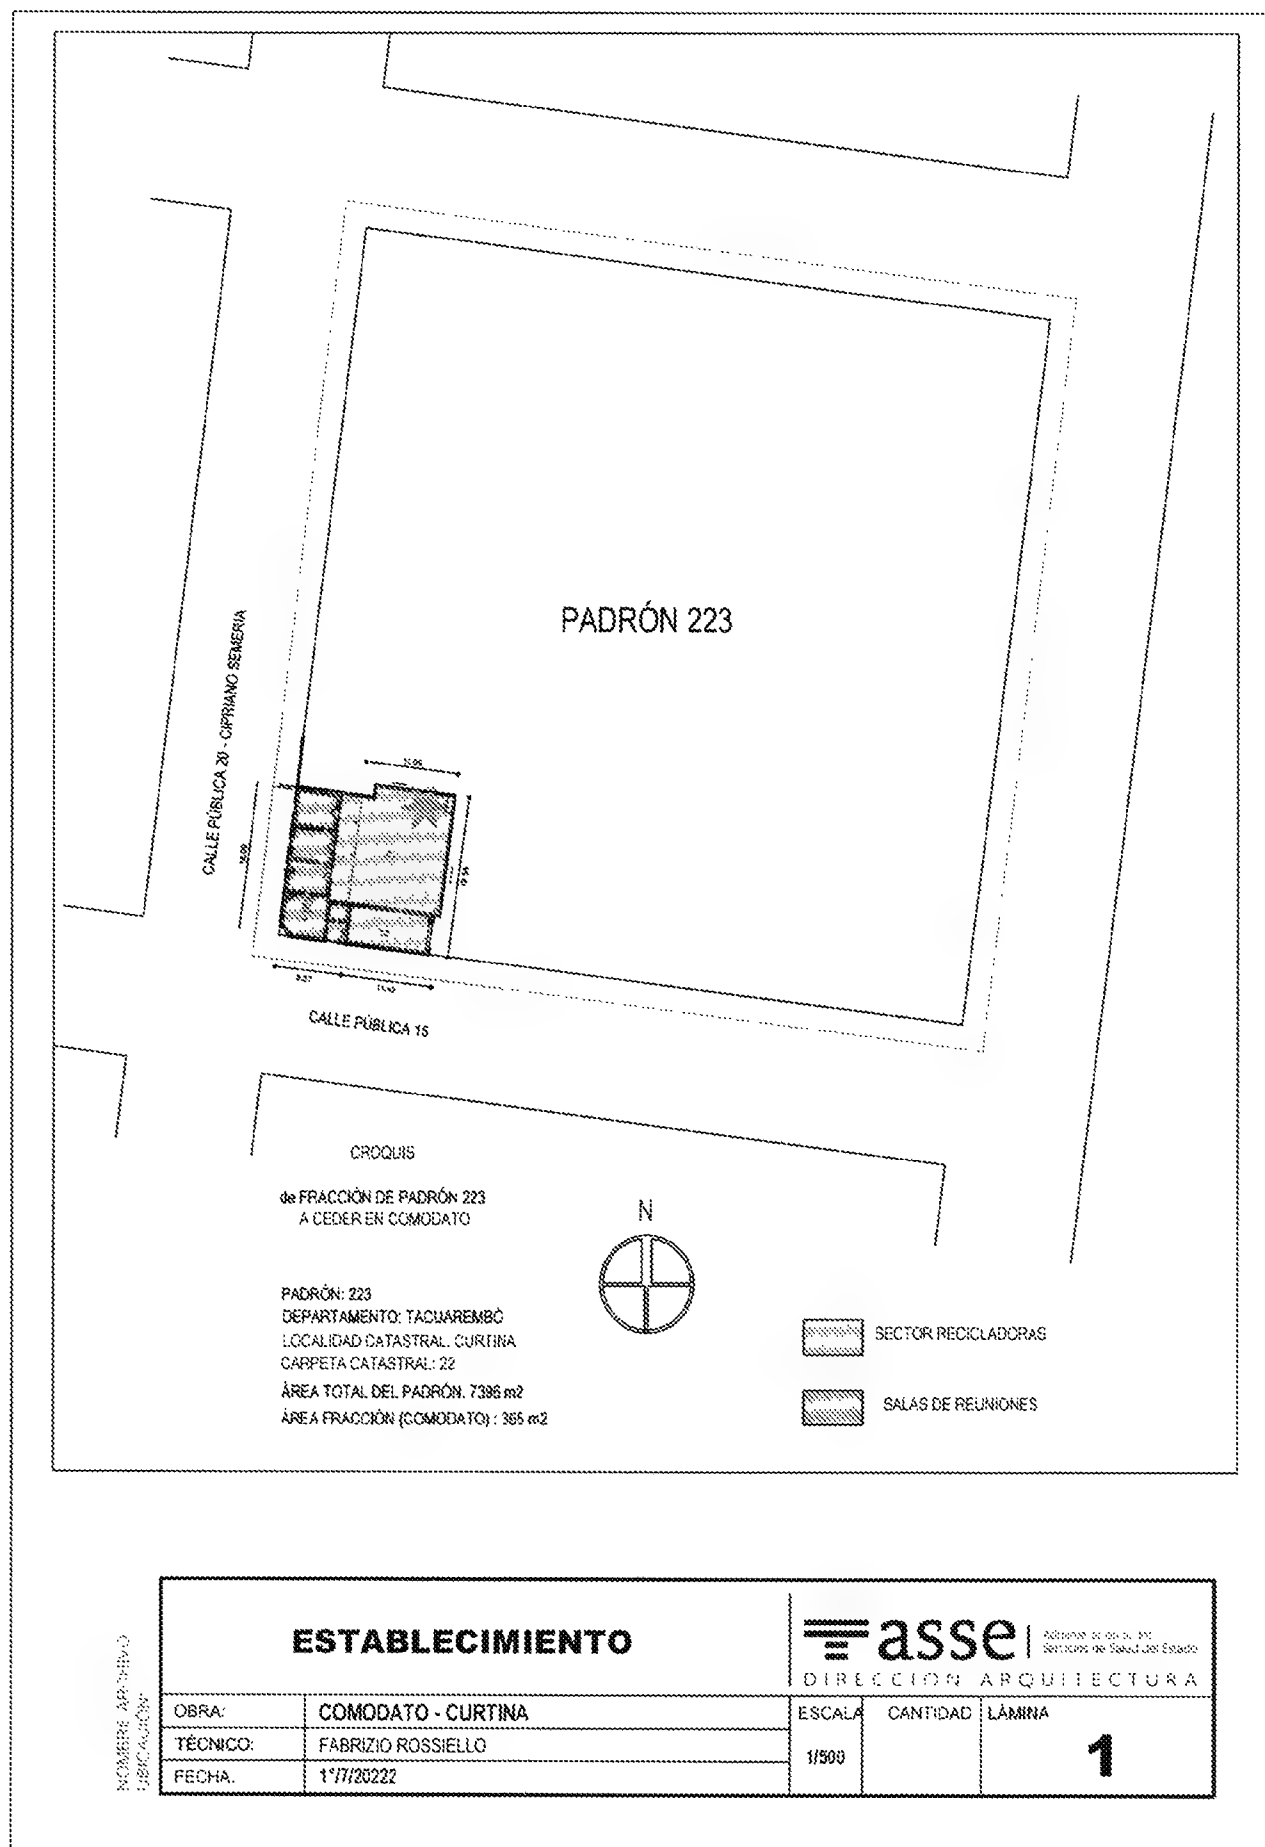 PADRÓN 223
CALLE PÚBLICA 20 - CIPRIANO SEMERIA
CALLE PÚBLICA 15
CROQUIS
de FRACCIÓN DE PADRÓN 223
A CEDER EN COMODATO
N
PADRÓN: 223
DEPARTAMENTO: TACUAREMBÓ
LOCALIDAD CATASTRAL. CURTINA
CARPETA CATASTRAL: 22
ÁREA TOTAL DEL PADRÓN. 7396 m2
ÁREA FRACCIÓN (COMODATO) : 365 m2
SECTOR RECICLADORAS
SALAS DE REUNIONES
NOMBRE ARCHIVO
UBICACIÓN:
ESTABLECIMIENTO
asse
Servicios de Salud del Estado
DIRECCION ARQUITECTURA
OBRA: COMODATO - CURTINA
TÉCNICO: FABRIZIO ROSSIELLO
FECHA. 1°/7/20222
ESCALA CANTIDAD LÁMINA
1/500
1